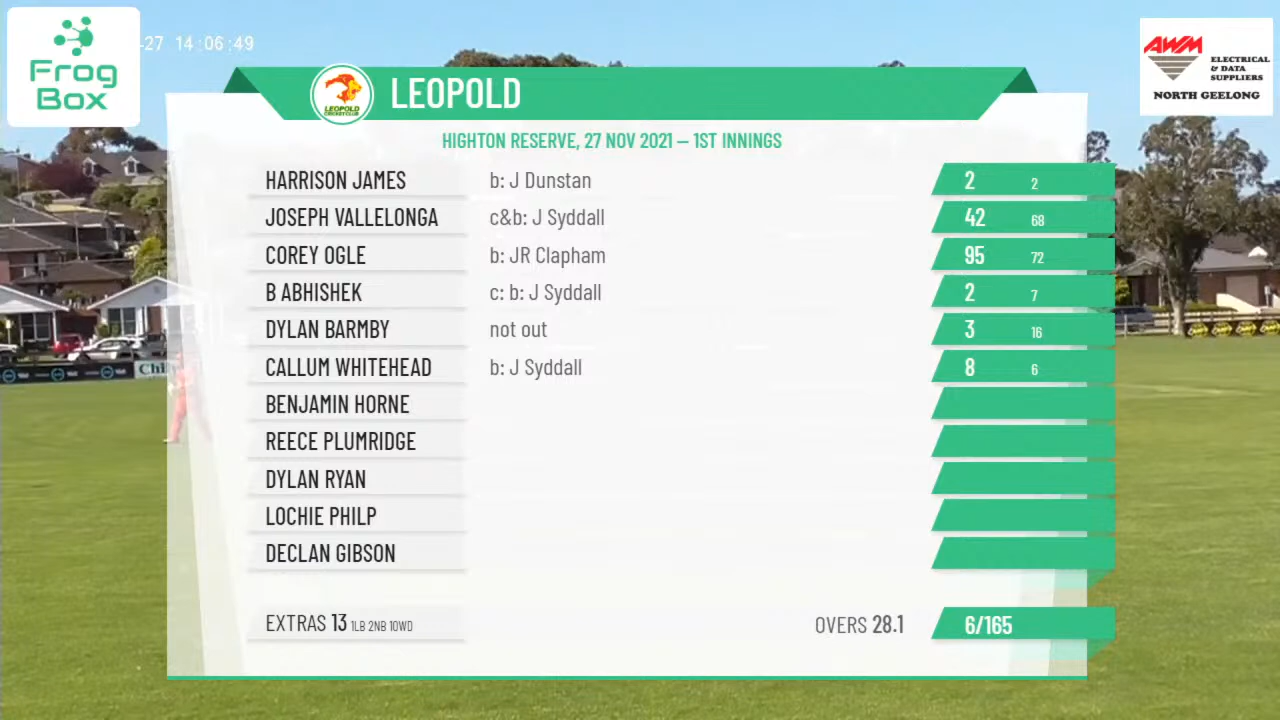 Frog
Box
-27 14:06:49
LEOPOLD
CRICKET CLUB
LEOPOLD
AWM
ELECTRICAL
& DATA
SUPPLIERS
NORTH GEELONG
HIGHTON RESERVE, 27 NOV 2021 – 1ST INNINGS
HARRISON JAMES b: J Dunstan 2 2
JOSEPH VALLELONGA c&b: J Syddall 42 68
COREY OGLE b: JR Clapham 95 72
B ABHISHEK c: b: J Syddall 2 7
DYLAN BARMBY not out 3 16
CALLUM WHITEHEAD b: J Syddall 8 6
BENJAMIN HORNE
REECE PLUMRIDGE
DYLAN RYAN
LOCHIE PHILP
DECLAN GIBSON
EXTRAS 13 1LB 2NB 10WD OVERS 28.1 6/165